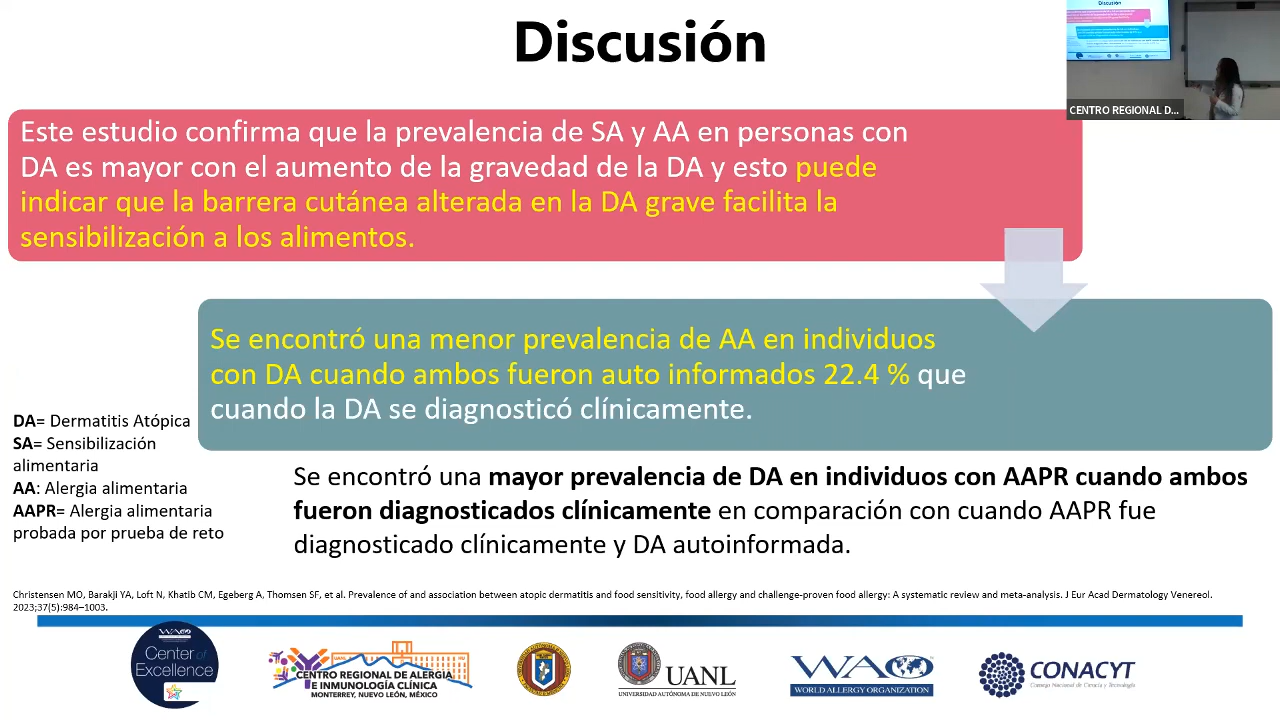 Discusión
Este estudio confirma que la prevalencia de SA y AA en personas con
DA es mayor con el aumento de la gravedad de la DA y esto puede
indicar que la barrera cutánea alterada en la DA grave facilita la
sensibilización a los alimentos.
Se encontró una menor prevalencia de AA en individuos
con DA cuando ambos fueron auto informados 22.4 % que
cuando la DA se diagnosticó clínicamente.
DA= Dermatitis Atópica
SA= Sensibilización
alimentaria
AA: Alergia alimentaria
AAPR= Alergia alimentaria
probada por prueba de reto
Se encontró una mayor prevalencia de DA en individuos con AAPR cuando ambos
fueron diagnosticados clínicamente en comparación con cuando AAPR fue
diagnosticado clínicamente y DA autoinformada.
Christensen MO, Barakji YA, Loft N, Khatib CM, Egeberg A, Thomsen SF, et al. Prevalence of and association between atopic dermatitis and food sensitivity, food allergy and challenge-proven food allergy: A systematic review and meta-analysis. J Eur Acad Dermatology Venereol.
2023;37(5):984–1003.
Discusión
CENTRO REGIONAL D...
WAO
Center of
Excellence
UANL
CENTRO REGIONAL DE ALERGIA
E INMUNOLOGÍA CLÍNICA
MONTERREY, NUEVO LEÓN, MÉXICO
UANL
UNIVERSIDAD AUTÓNOMA DE NUEVO LEÓN
WAO
WORLD ALLERGY ORGANIZATION
CONACYT
Consejo Nacional de Ciencia y Tecnología